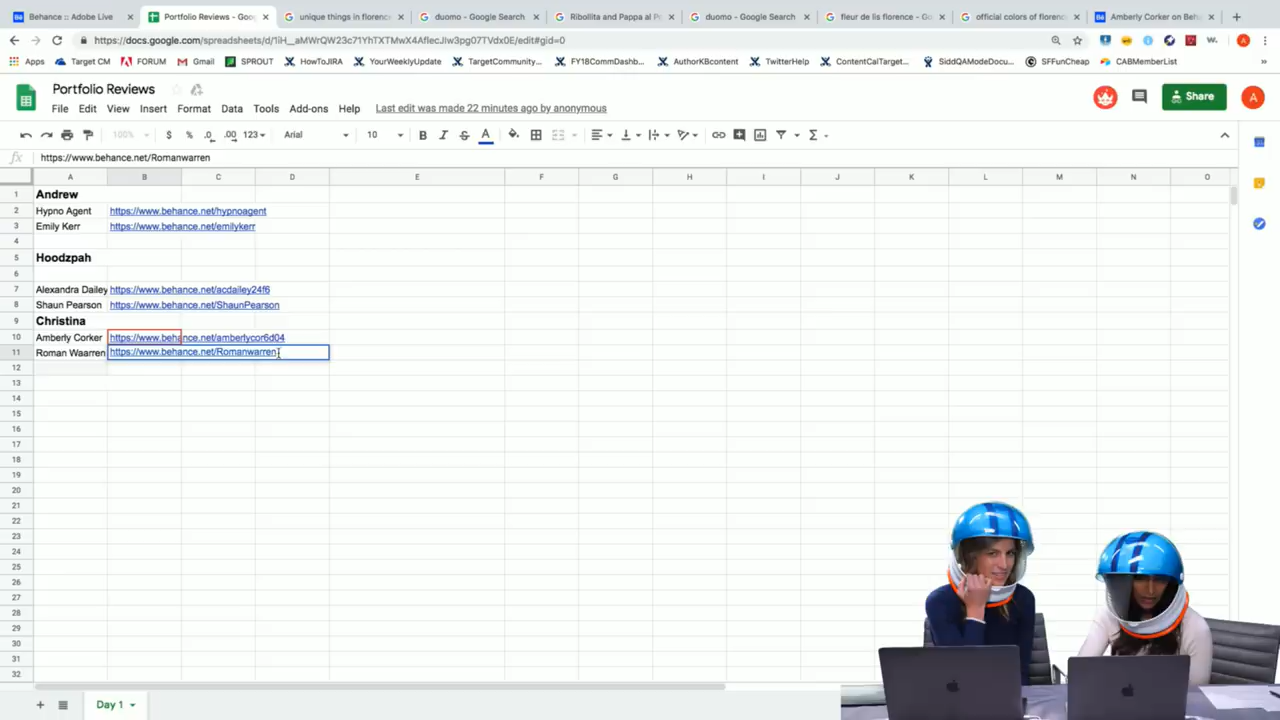 Behance :: Adobe Live
Portfolio Reviews - Goo
unique things in florence
duomo - Google Search
Ribollita and Pappa al P
duomo - Google Search
fleur de lis florence - Go
official colors of florenc
Amberly Corker on Beh
https://docs.google.com/spreadsheets/d/1iH__aMWrQW23c71YhTXTMwX4AflecJIw3pg07TVdx0E/edit#gid=0
Apps
Target CM
FORUM
Gmail
SPROUT
HowToJIRA
YourWeeklyUpdate
TargetCommunity...
FY18CommDashb...
AuthorKBcontent
TwitterHelp
ContentCalTarget...
SiddQAModeDocu...
SFFunCheap
CABMemberList
Portfolio Reviews
File Edit View Insert Format Data Tools Add-ons Help Last edit was made 22 minutes ago by anonymous
Share
A
100% $ % .0 .00 123 Arial 10 B I S A
fx https://www.behance.net/Romanwarren
A B C D E F G H I J K L M N O
1 Andrew
2 Hypno Agent https://www.behance.net/hypnoagent
3 Emily Kerr https://www.behance.net/emilykerr
4
5 Hoodzpah
6
7 Alexandra Dailey https://www.behance.net/acdailey24f6
8 Shaun Pearson https://www.behance.net/ShaunPearson
9 Christina
10 Amberly Corker https://www.behance.net/amberlycor6d04
11 Roman Waarren https://www.behance.net/Romanwarren
12
13
14
15
16
17
18
19
20
21
22
23
24
25
26
27
28
29
30
31
32
Day 1